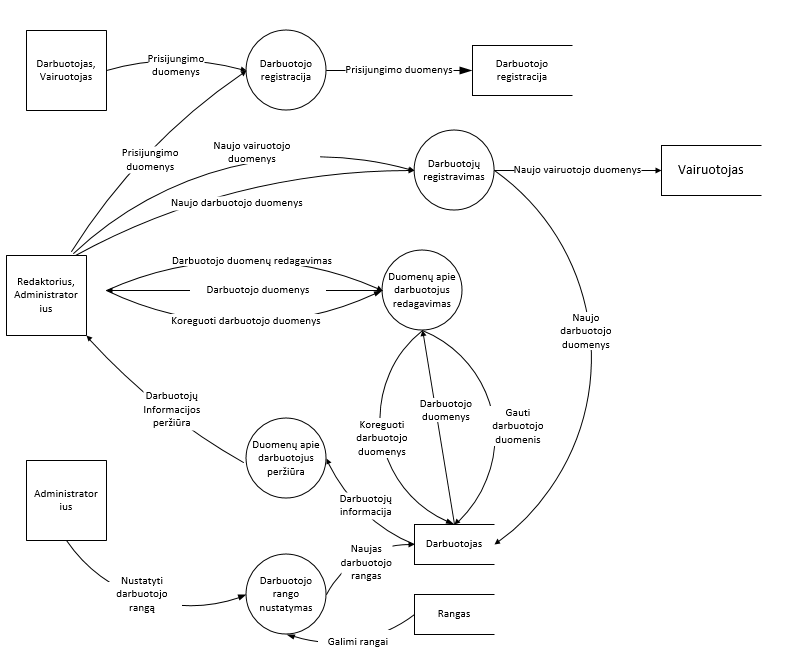 Darbuotojas,
Vairuotojas
Prisijungimo
duomenys
Darbuotojo
registracija
Prisijungimo duomenys
Darbuotojo
registracija
Prisijungimo
duomenys
Naujo vairuotojo
duomenys
Naujo darbuotojo duomenys
Darbuotojų
registravimas
Naujo vairuotojo duomenys
Vairuotojas
Redaktorius,
Administrator
ius
Darbuotojo duomenų redagavimas
Darbuotojo duomenys
Koreguoti darbuotojo duomenys
Duomenų apie
darbuotojus
redagavimas
Naujo
darbuotojo
duomenys
Darbuotojų
Informacijos
peržiūra
Koreguoti
darbuotojo
duomenys
Darbuotojo
duomenys
Gauti
darbuotojo
duomenis
Duomenų apie
darbuotojus
peržiūra
Darbuotojų
informacija
Administrator
ius
Darbuotojas
Nustatyti
darbuotojo
rangą
Darbuotojo
rango
nustatymas
Naujas
darbuotojo
rangas
Rangas
Galimi rangai